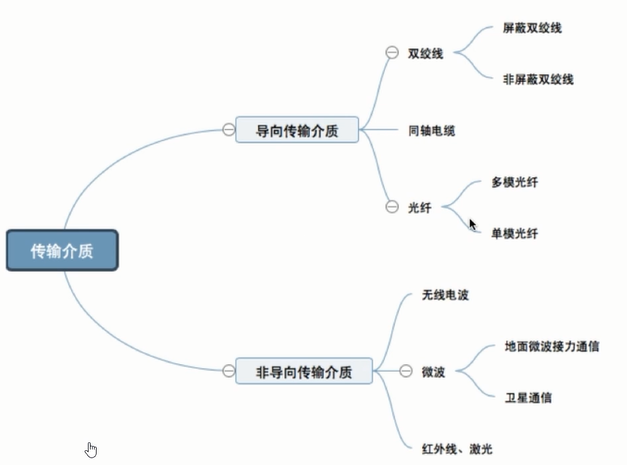 传输介质
导向传输介质
双绞线
屏蔽双绞线
非屏蔽双绞线
同轴电缆
光纤
多模光纤
单模光纤
非导向传输介质
无线电波
微波
地面微波接力通信
卫星通信
红外线、激光